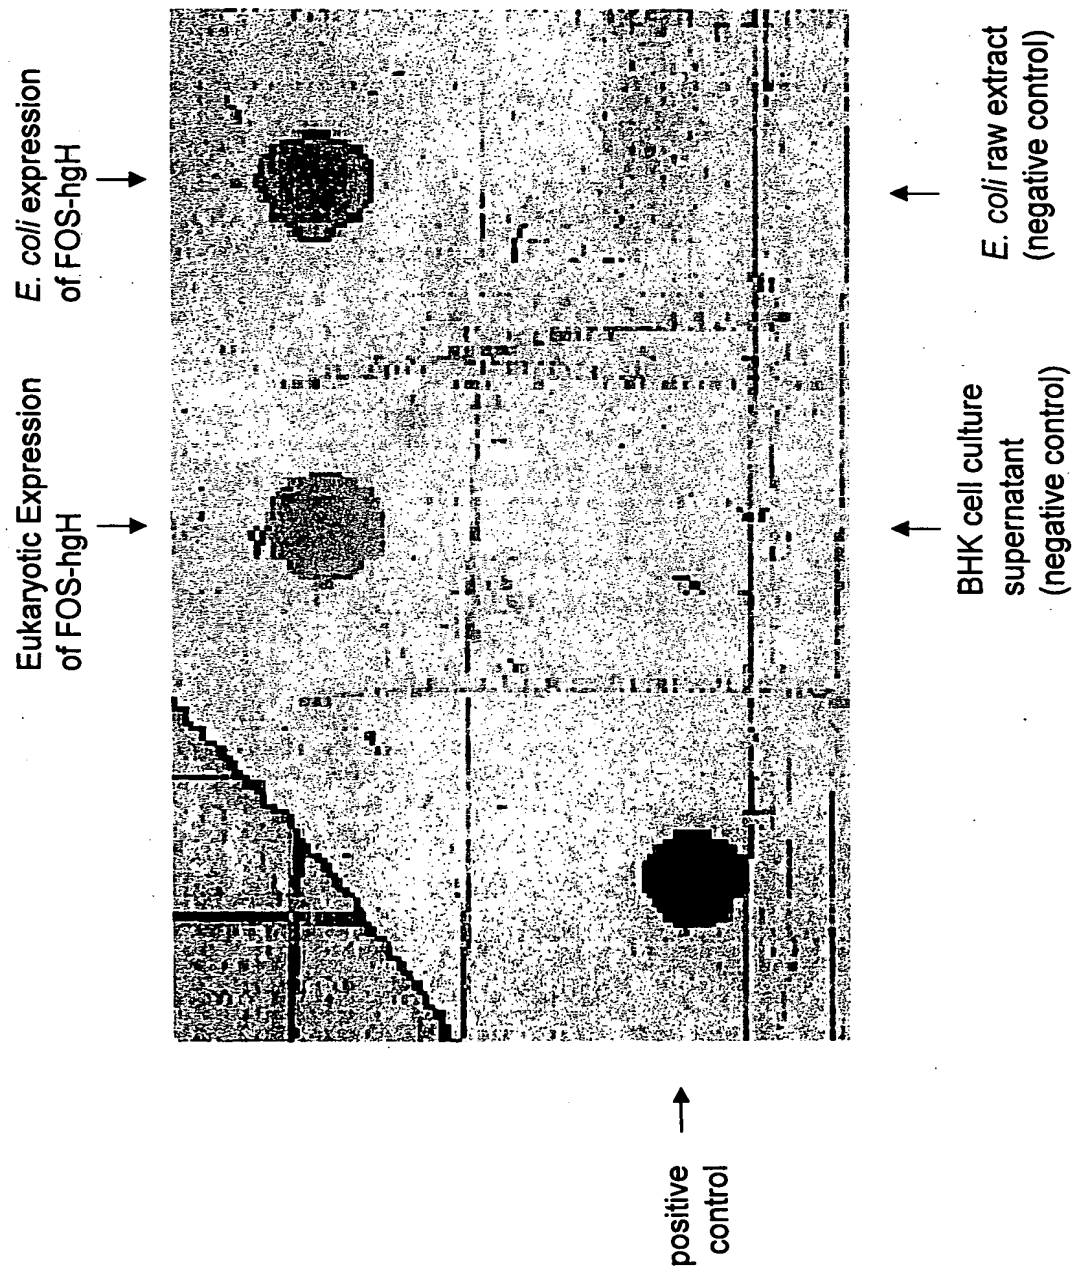 Eukaryotic Expression
of FOS-hgH
E. coli expression
of FOS-hgH
positive
control
BHK cell culture
supernatant
(negative control)
E. coli raw extract
(negative control)